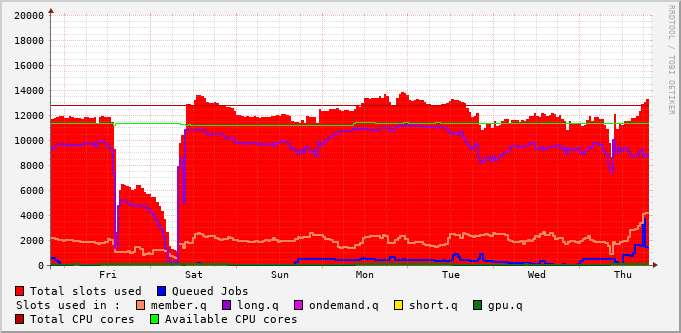 20000
18000
16000
14000
12000
10000
8000
6000
4000
2000
0
Fri Sat Sun Mon Tue Wed Thu
RRDTOOL / TOBI OETIKER
Total slots used Queued Jobs
Slots used in : member.q long.q ondemand.q short.q gpu.q
Total CPU cores Available CPU cores